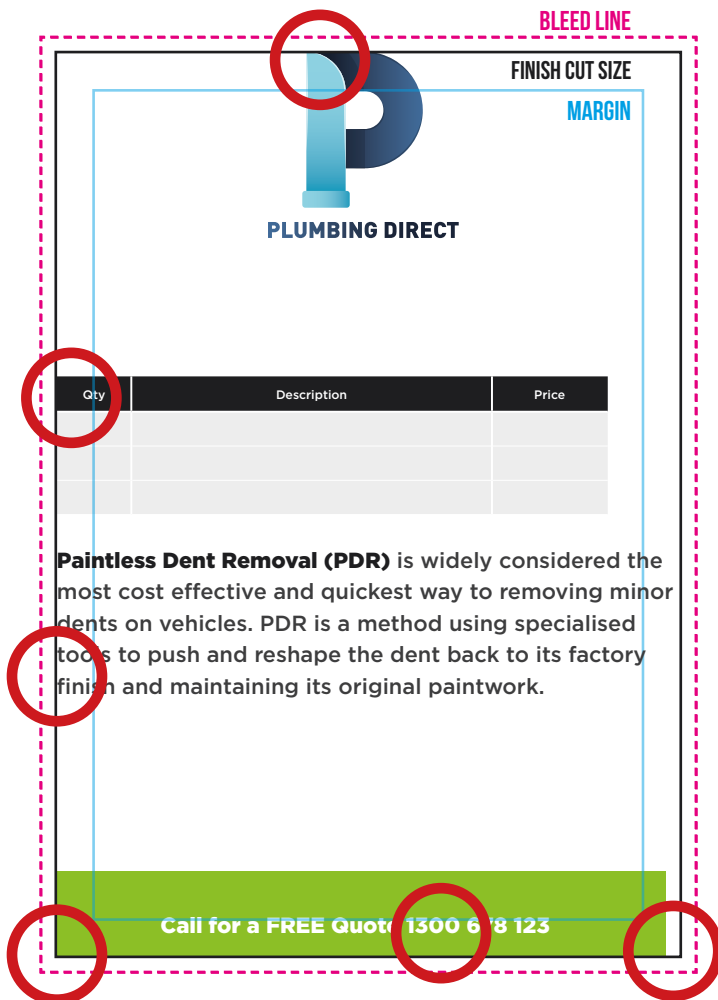 BLEED LINE
FINISH CUT SIZE
MARGIN
PLUMBING DIRECT
Qty Description Price
Paintless Dent Removal (PDR) is widely considered the
most cost effective and quickest way to removing minor
dents on vehicles. PDR is a method using specialised
tools to push and reshape the dent back to its factory
finish and maintaining its original paintwork.
Call for a FREE Quote 1300 678 123